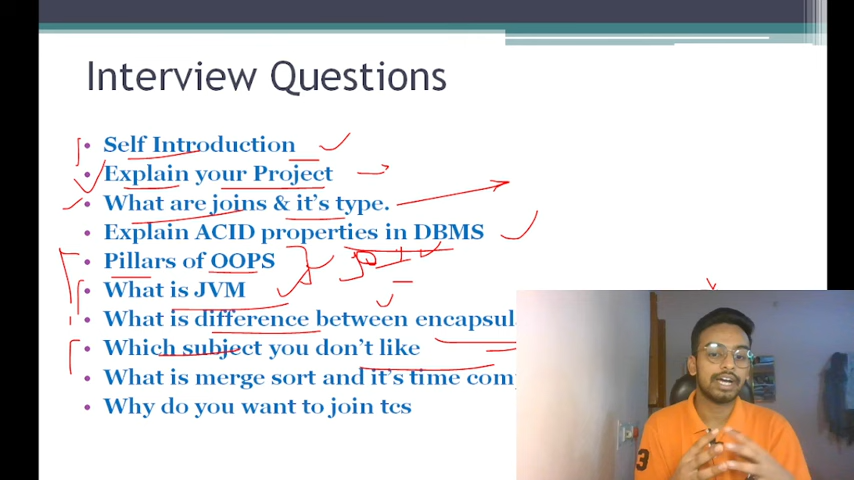 Interview Questions
Self Introduction
Explain your Project
What are joins & it's type.
Explain ACID properties in DBMS
Pillars of OOPS
What is JVM
What is difference between encapsul
Which subject you don't like
What is merge sort and it's time com
Why do you want to join tcs
3